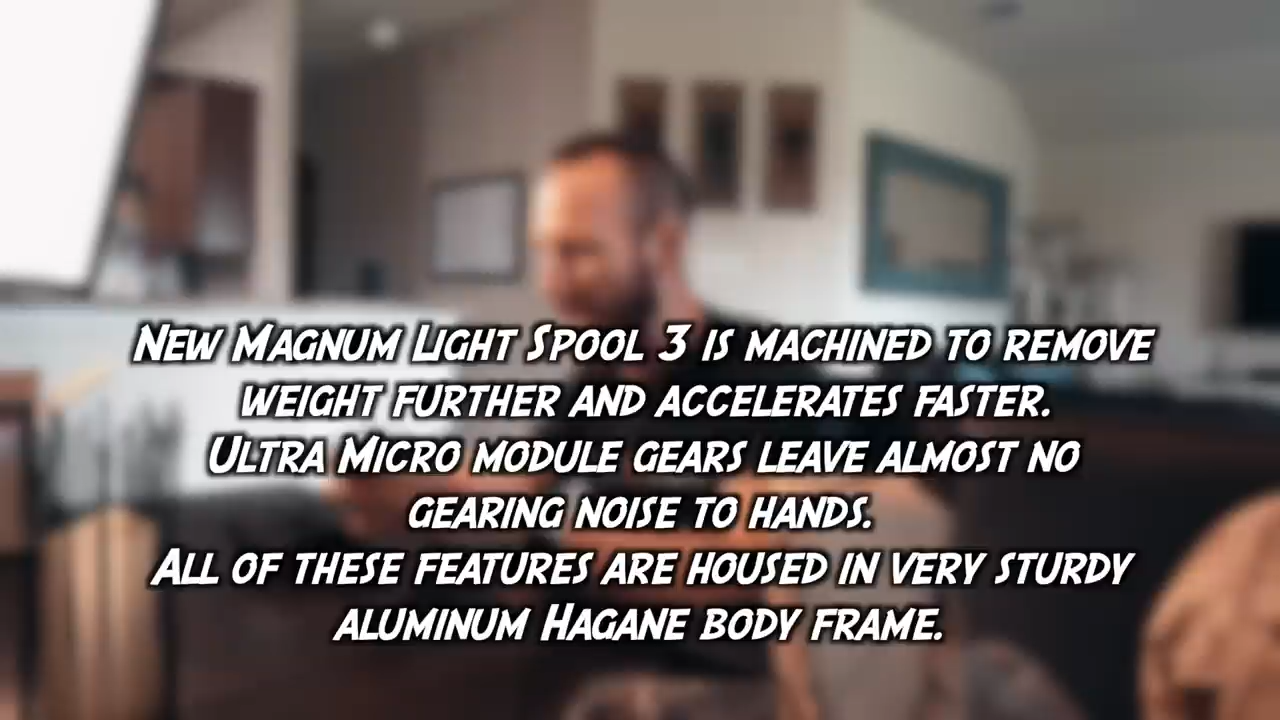 New Magnum Light Spool 3 is machined to remove
weight further and accelerates faster.
Ultra Micro module gears leave almost no
gearing noise to hands.
All of these features are housed in very sturdy
aluminum Hagane body frame.